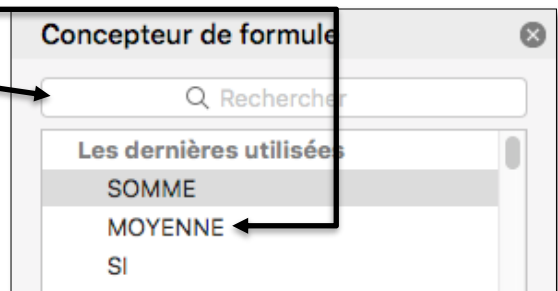 Concepteur de formule
Rechercher
Les dernières utilisées
SOMME
MOYENNE
SI